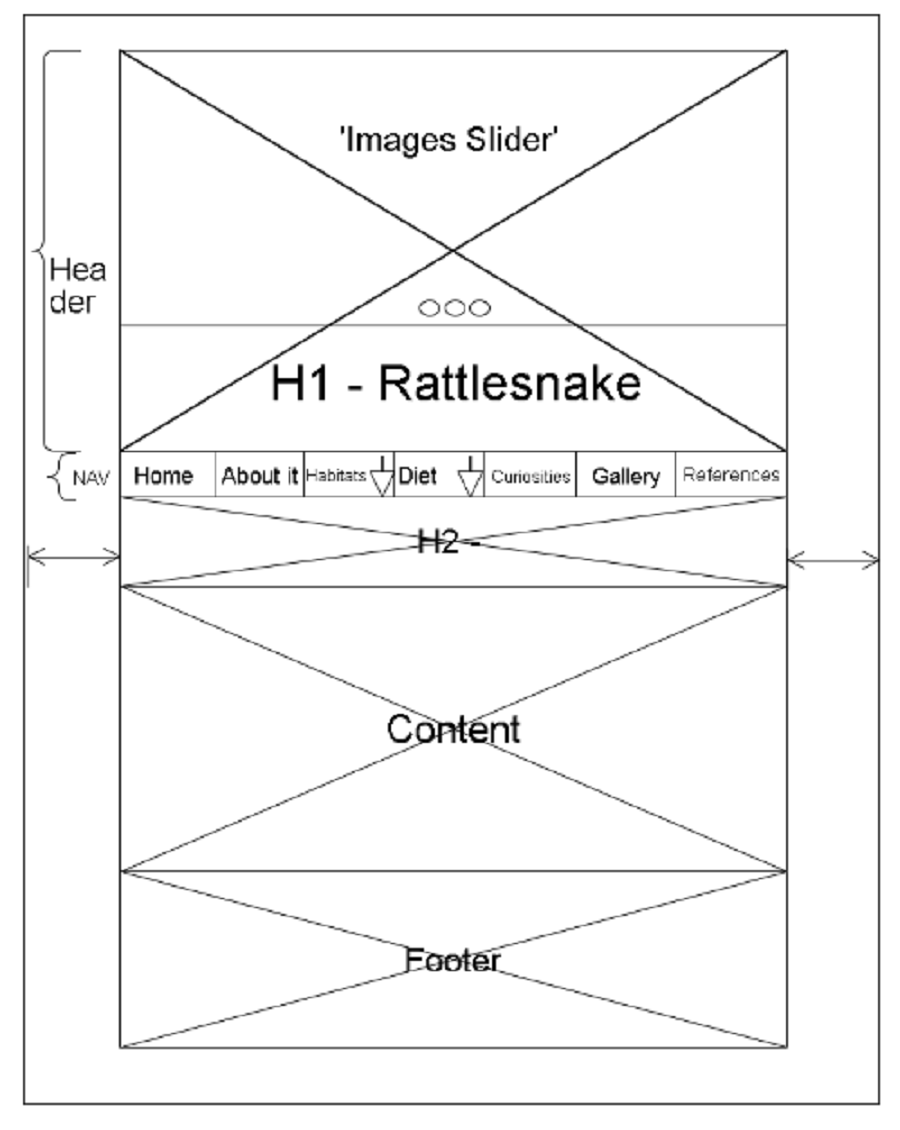 'Images Slider'
Hea
der
H1 - Rattlesnake
NAV
Home
About it
Habitats
Diet
Curiosities
Gallery
References
H2 -
Content
Footer